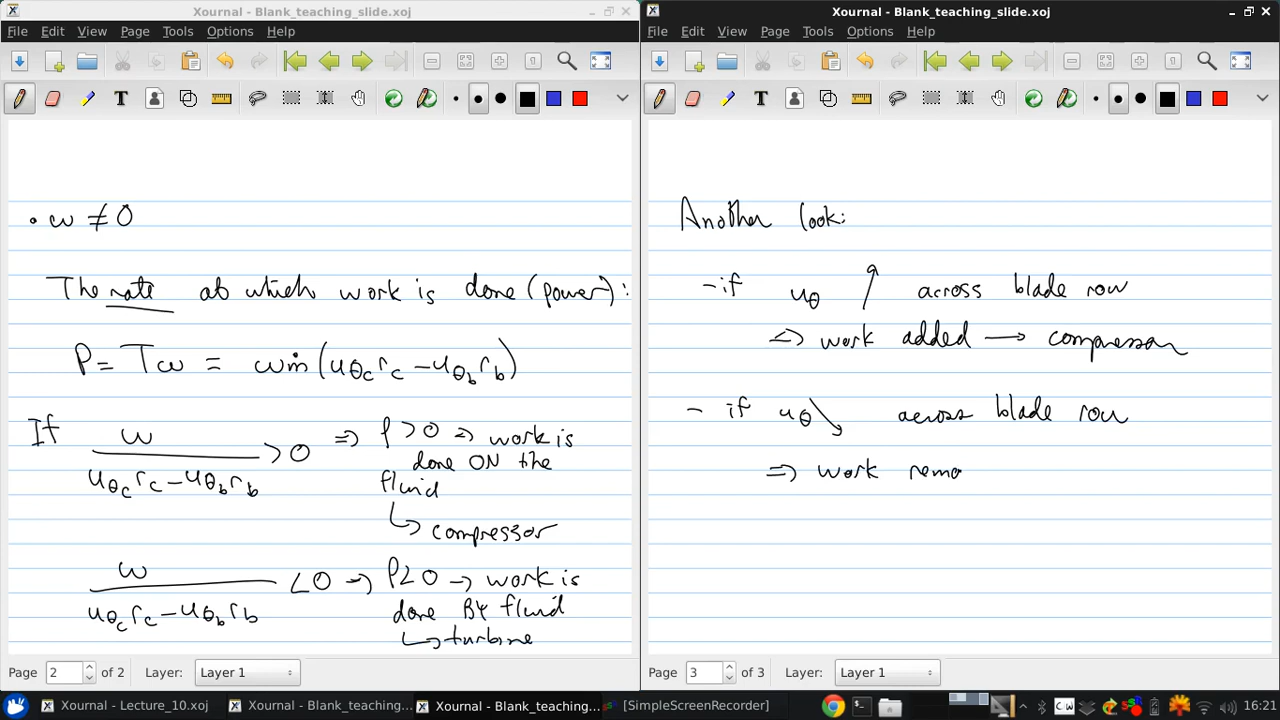 Xournal - Blank_teaching_slide.xoj
File Edit View Page Tools Options Help
• ω ≠ 0
The rate at which work is done (power):
P = Tω = ωṁ(uθc rc − uθb rb)
If ω / (uθc rc − uθb rb) > 0 ⇒ P > 0 ⇒ work is
done ON the
fluid
↳ compressor
ω / (uθc rc − uθb rb) < 0 ⇒ P < 0 → work is
done BY fluid
↳ turbine
Page 2 of 2 Layer: Layer 1
Xournal - Blank_teaching_slide.xoj
File Edit View Page Tools Options Help
Another look:
- if uθ ↗ across blade row
⇔ work added → compressor
- if uθ ↘ across blade row
⇒ work remo
Page 3 of 3 Layer: Layer 1
Xournal - Lecture_10.xoj
Xournal - Blank_teaching...
Xournal - Blank_teaching...
[SimpleScreenRecorder]
16:21